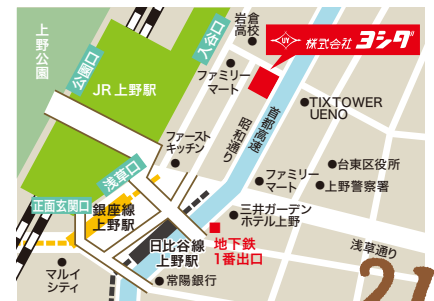 上野公園
公園口
JR上野駅
入谷口
岩倉
高校
UY
株式会社 ヨシダ
ファミリー
マート
首都高速
昭和通り
TIXTOWER
UENO
ファースト
キッチン
浅草口
正面玄関口
銀座線
上野駅
台東区役所
上野警察署
ファミリー
マート
三井ガーデン
ホテル上野
日比谷線
上野駅
地下鉄
1番出口
浅草通り
マルイ
シティ
常陽銀行
21